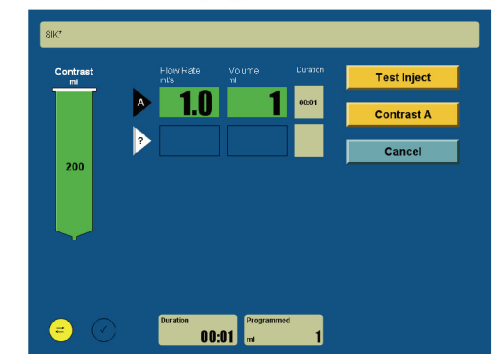 Contrast
ml
200
Flow Rate
ml/s
Volume
ml
Duration
A
1.0
1
00:01
?
Test Inject
Contrast A
Cancel
Duration
00:01
Programmed
ml
1